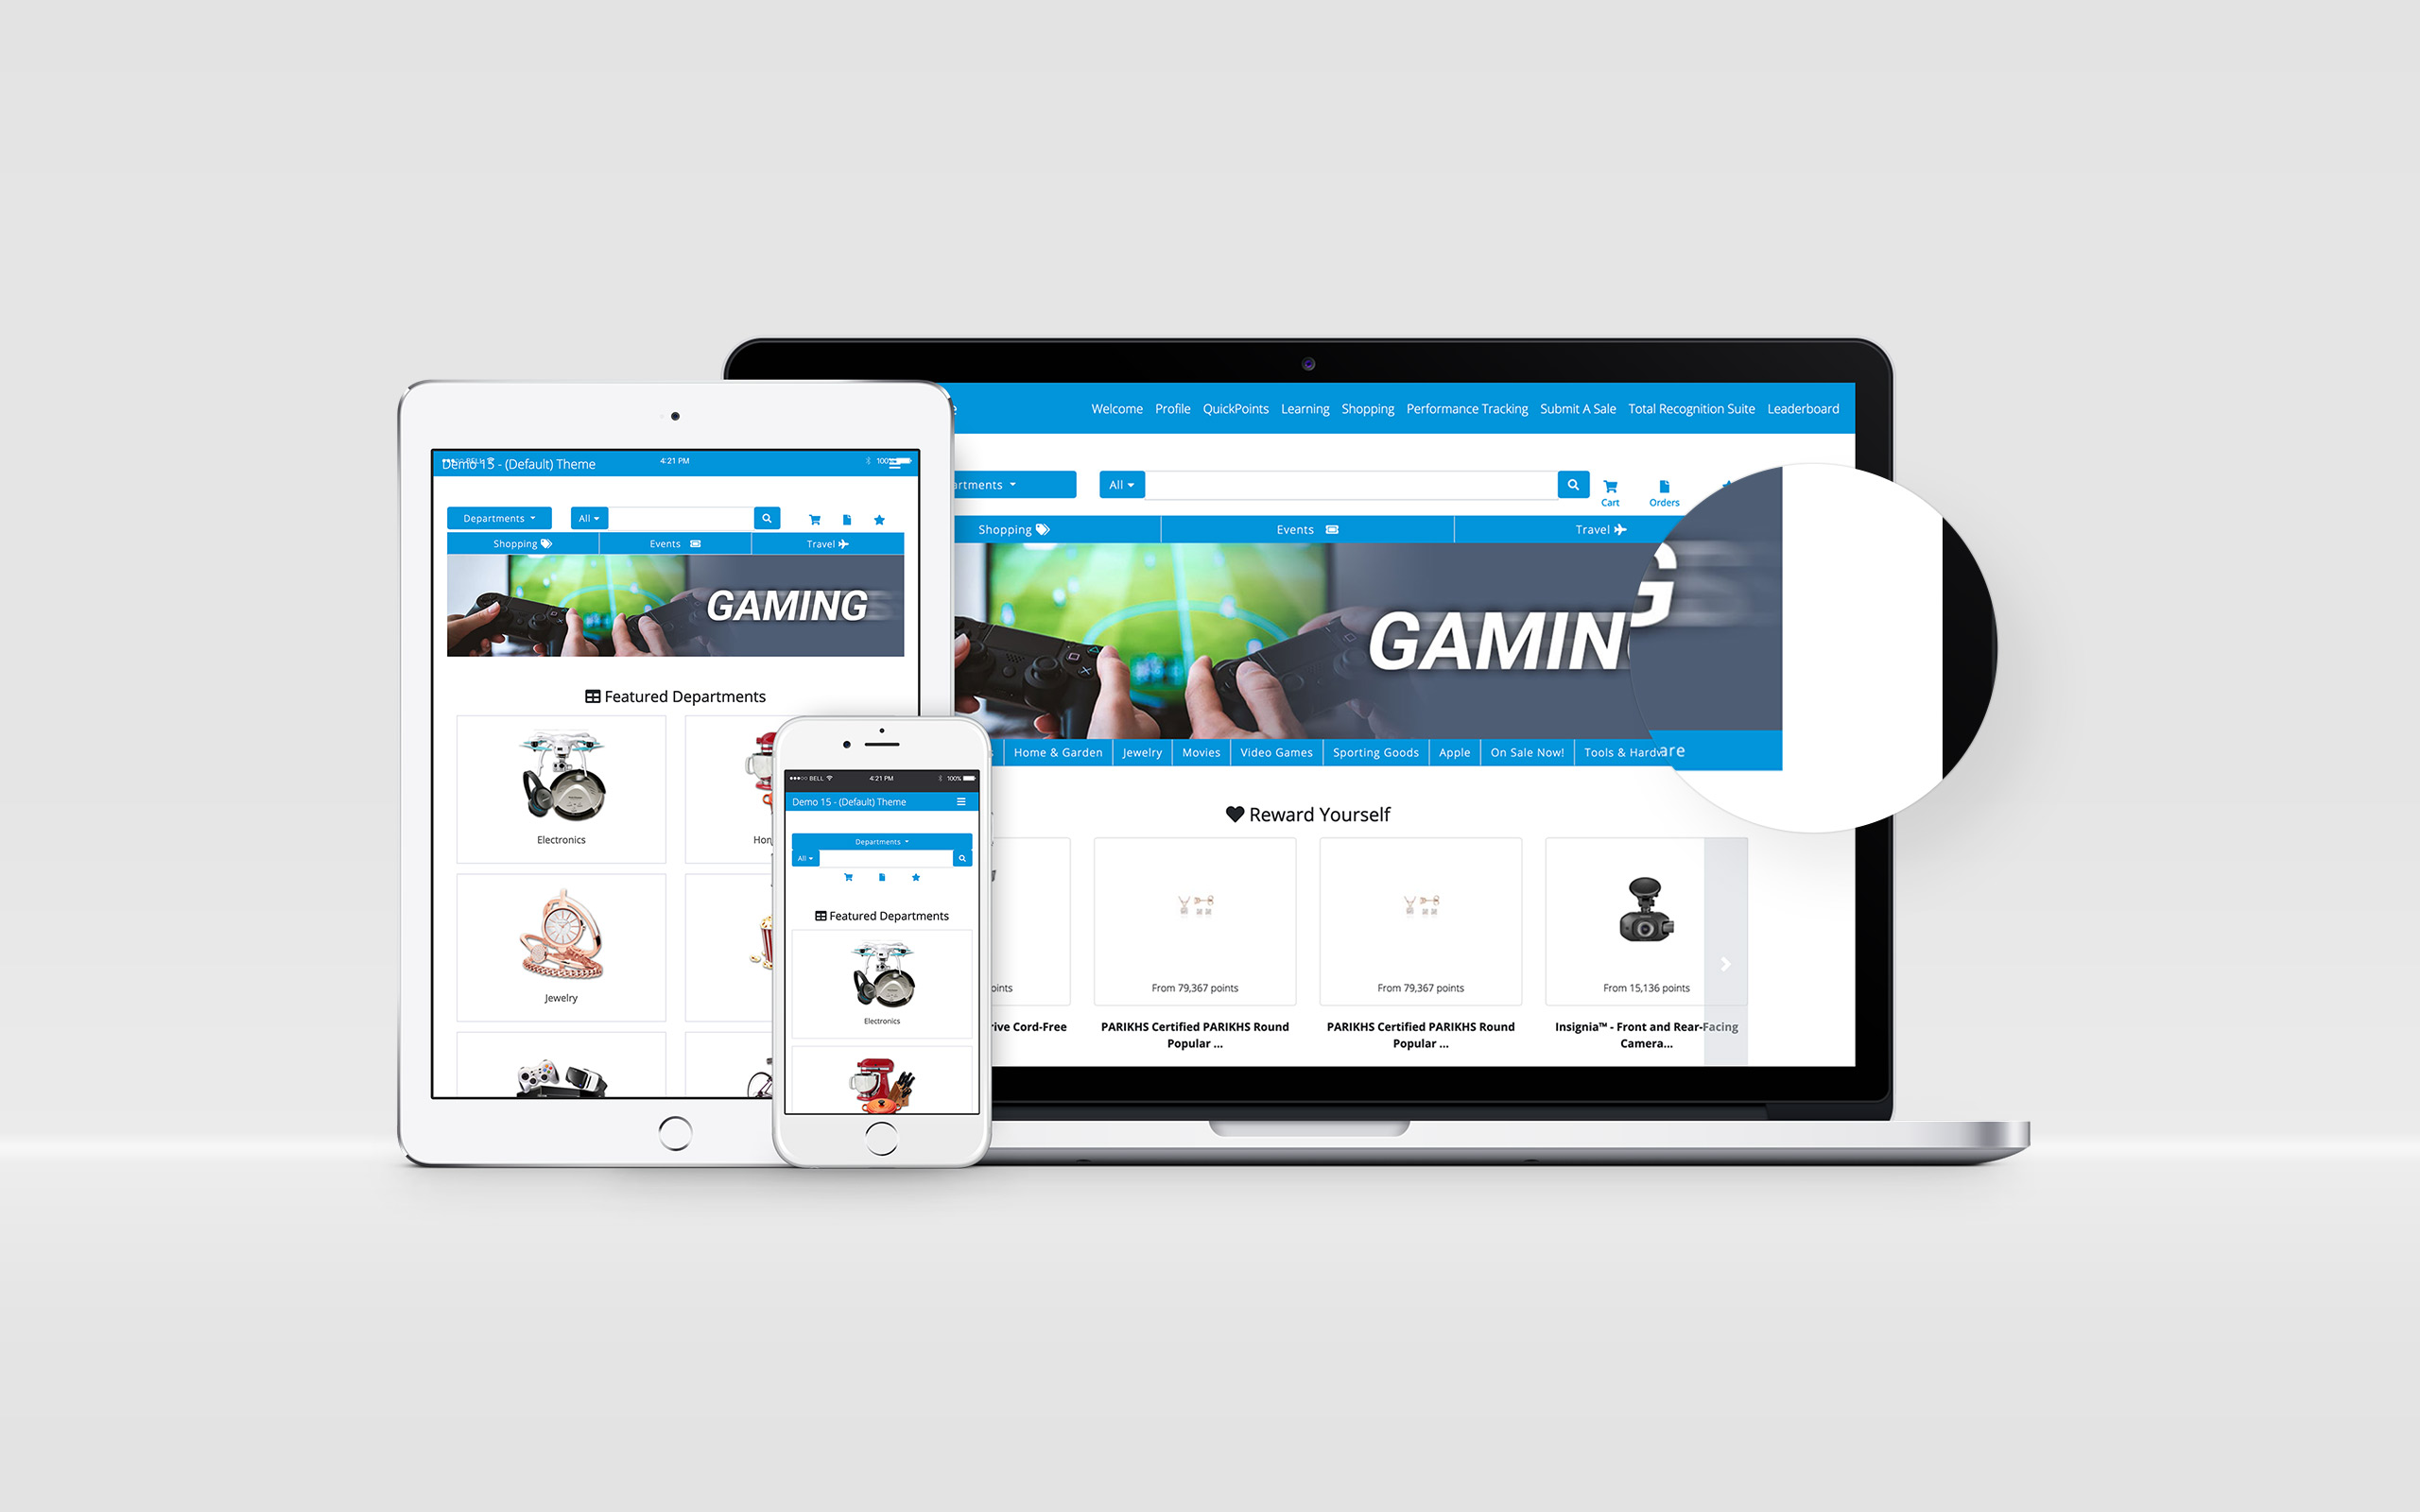 Welcome Profile QuickPoints Learning Shopping Performance Tracking Submit A Sale Total Recognition Suite Leaderboard
All
Cart Orders
Shopping Events Travel
GAMIN
G
Home & Garden Jewelry Movies Video Games Sporting Goods Apple On Sale Now! Tools & Hardware
Reward Yourself
From 79,367 points From 79,367 points From 15,136 points
Cord-Free PARIKHS Certified PARIKHS Round PARIKHS Certified PARIKHS Round Insignia™ - Front and Rear-Facing
Popular ... Popular ... Camera...
4:21 PM 100%
Demo 15 - (Default) Theme
Departments All
Shopping Events Travel
GAMING
Featured Departments
Electronics
Jewelry
BELL 4:21 PM 100%
Demo 15 - (Default) Theme
Departments
All
Featured Departments
Electronics